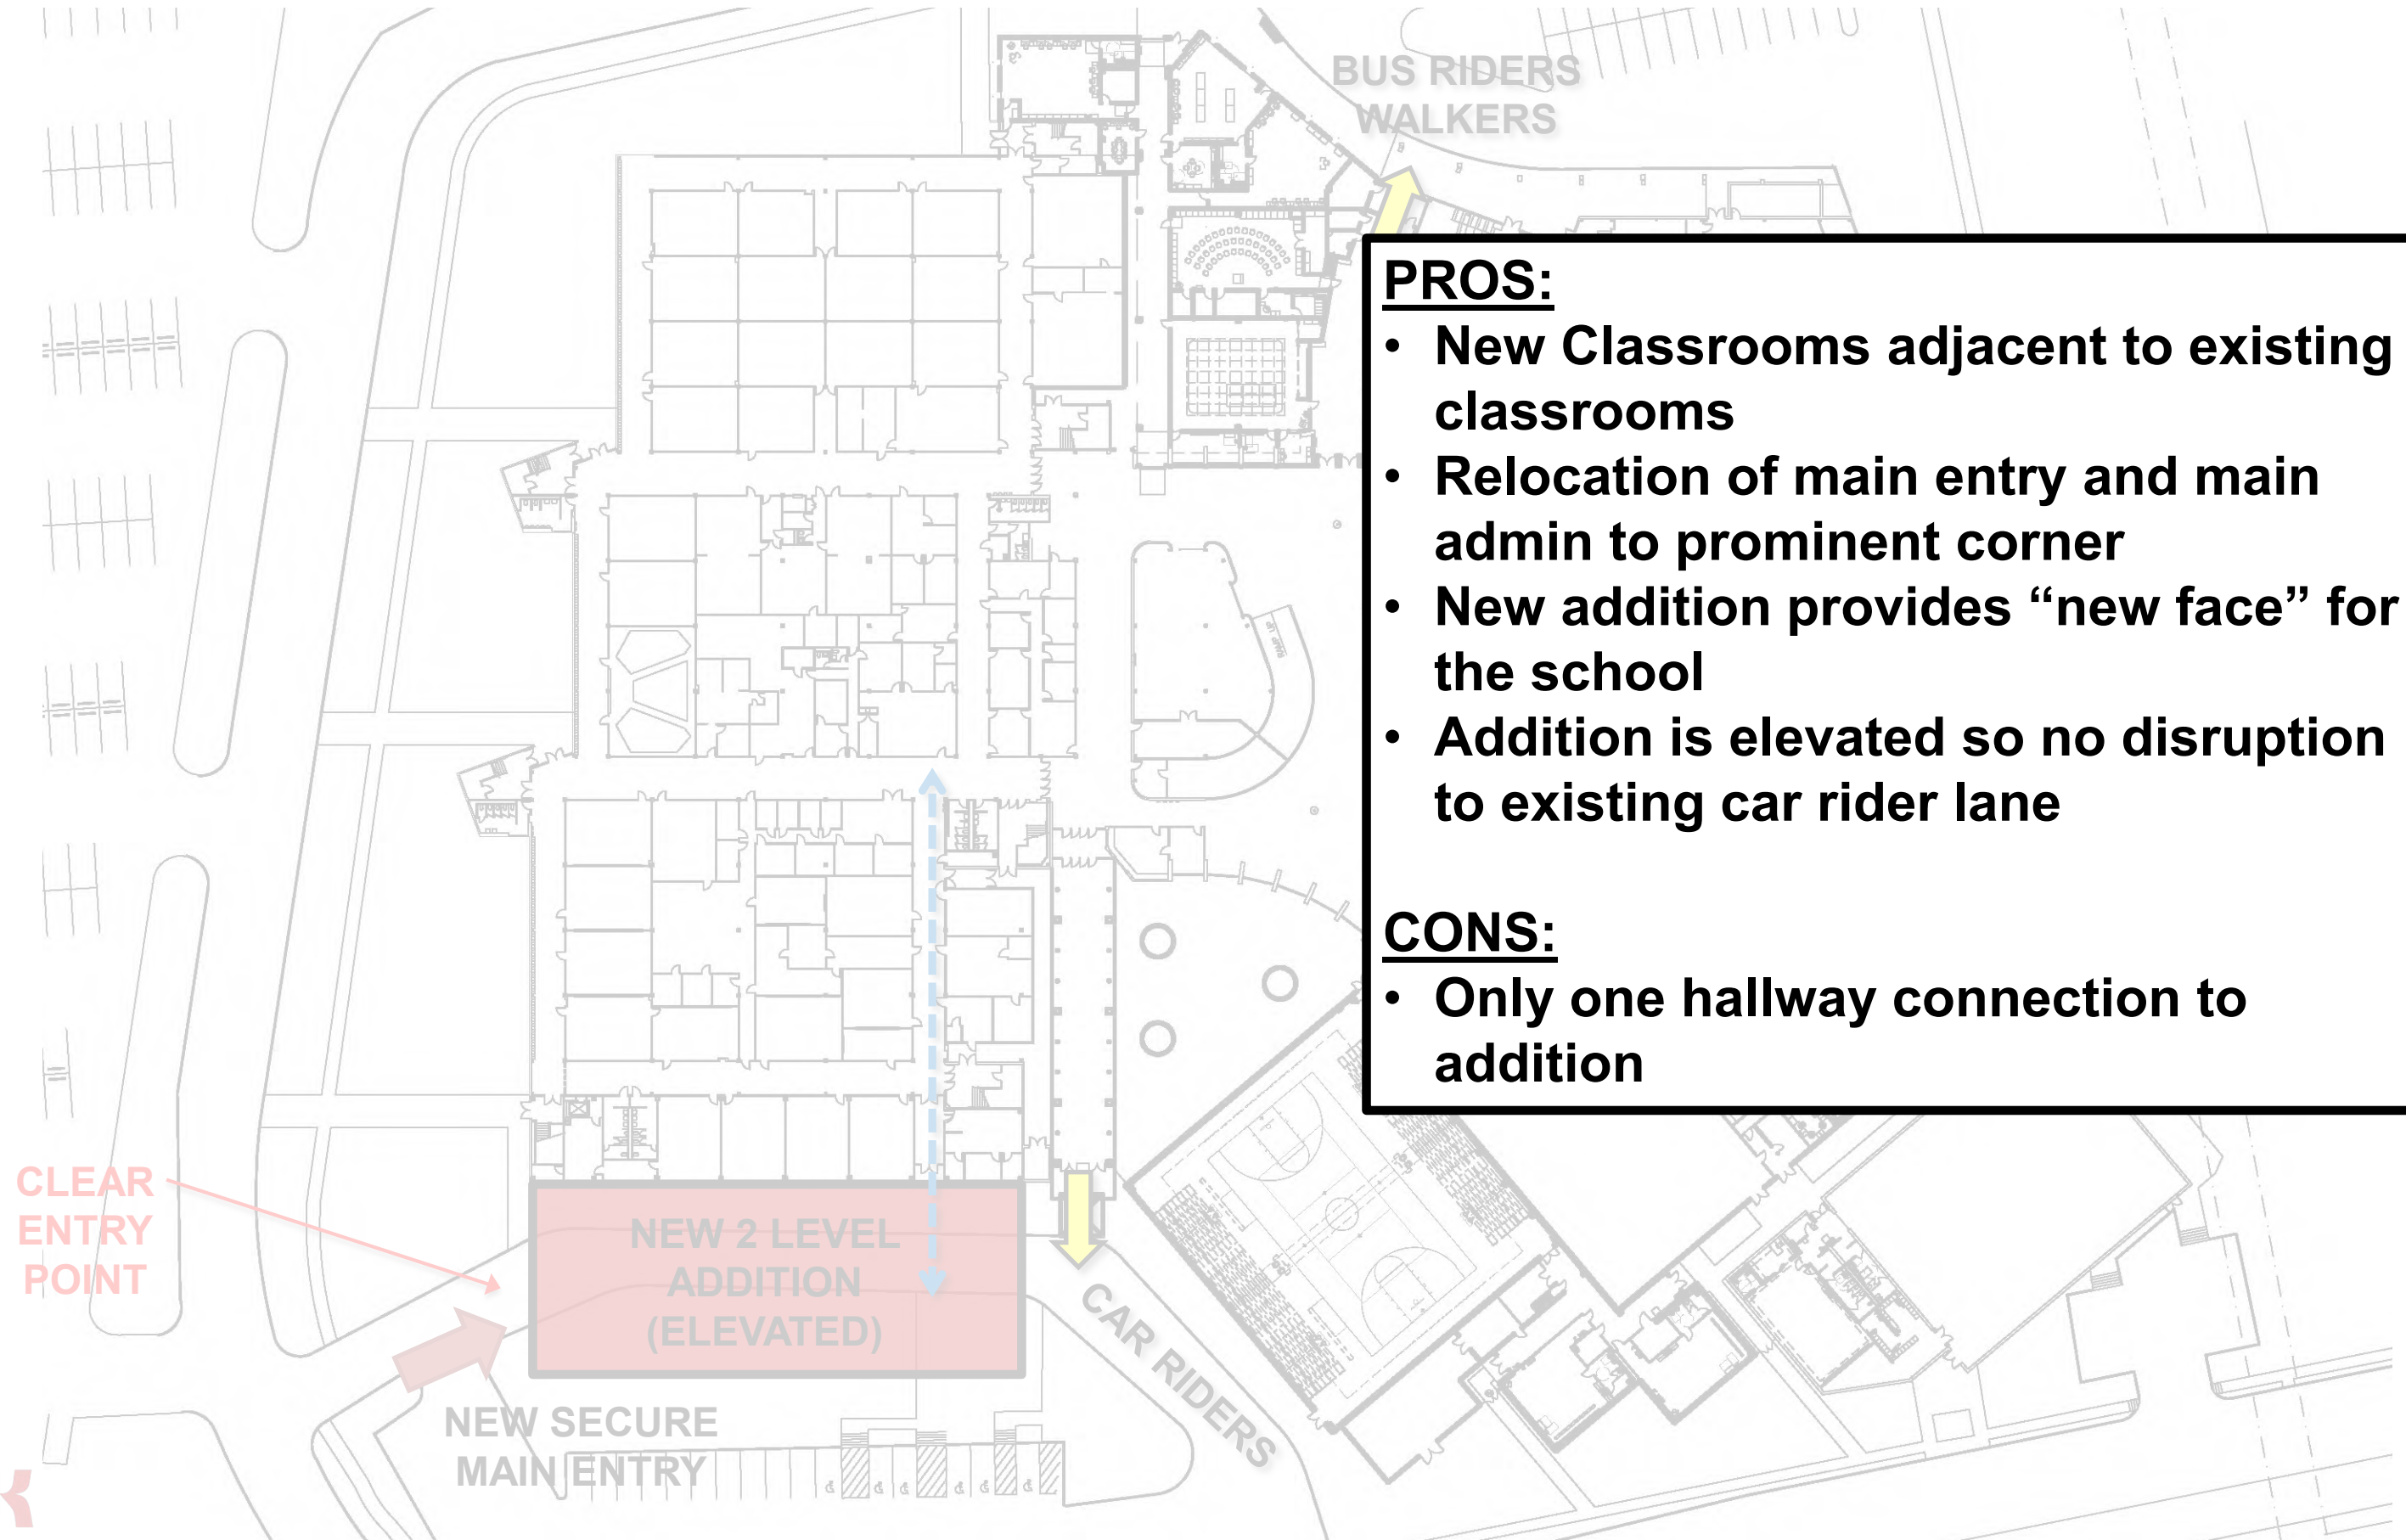 BUS RIDERS
WALKERS
PROS:
• New Classrooms adjacent to existing
classrooms
• Relocation of main entry and main
admin to prominent corner
• New addition provides “new face” for
the school
• Addition is elevated so no disruption
to existing car rider lane
CONS:
• Only one hallway connection to
addition
RAMP UP
CLEAR
ENTRY
POINT
NEW 2 LEVEL
ADDITION
(ELEVATED)
CAR RIDERS
NEW SECURE
MAIN ENTRY